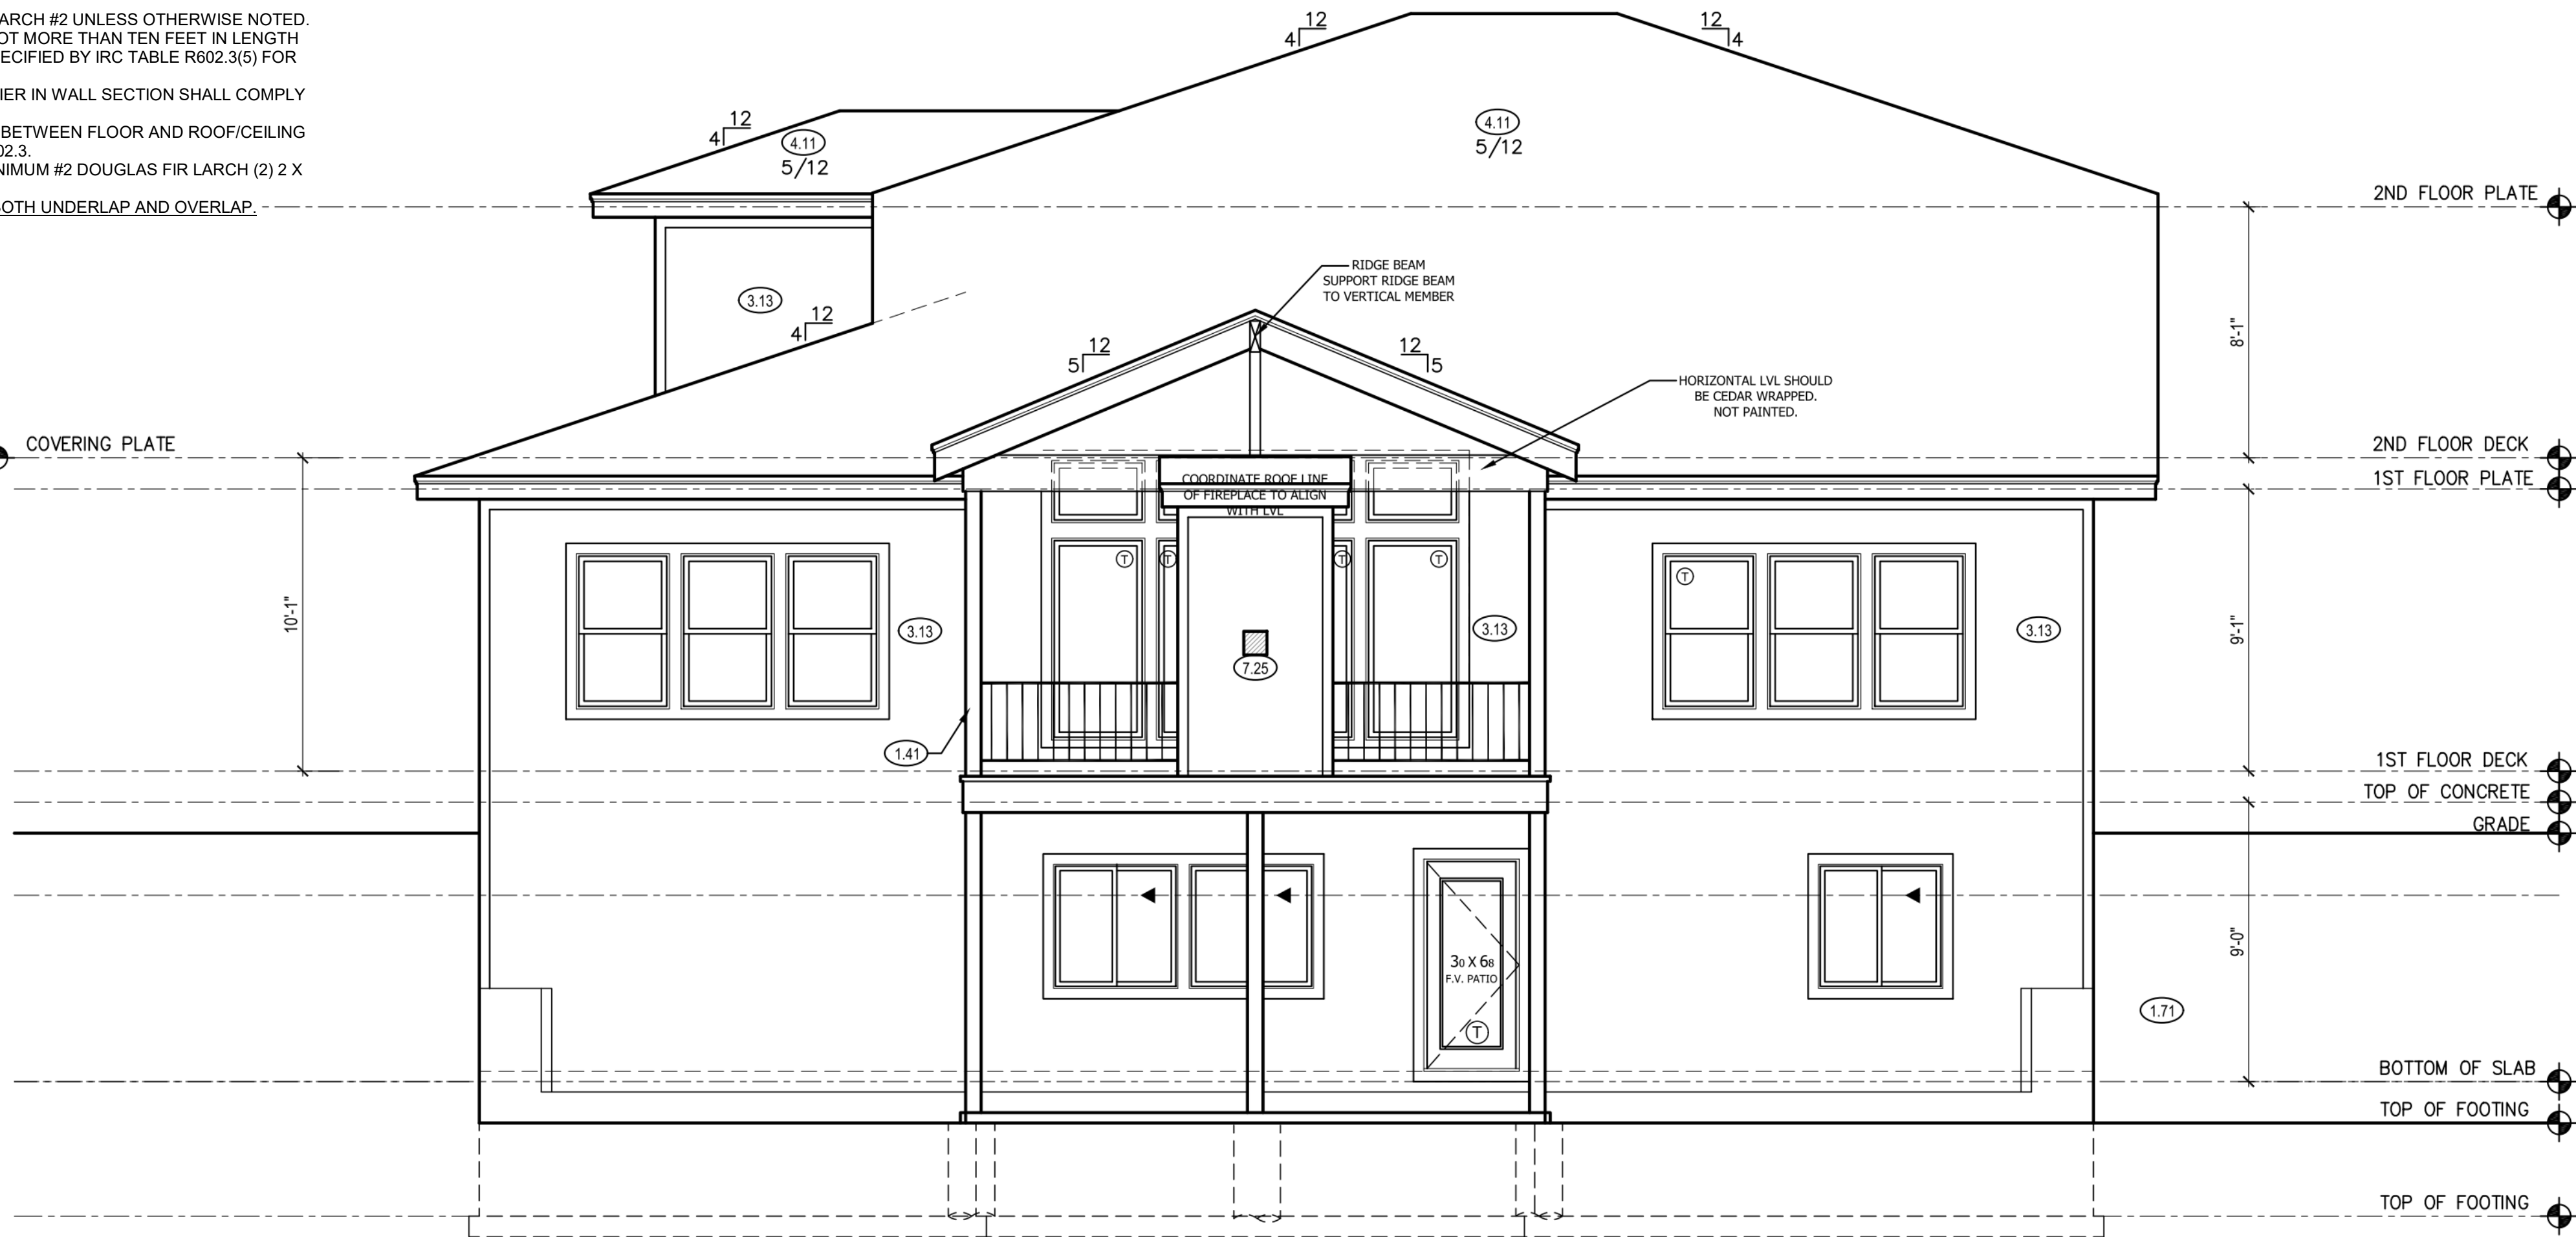 ARCH #2 UNLESS OTHERWISE NOTED.
OT MORE THAN TEN FEET IN LENGTH
ECIFIED BY IRC TABLE R602.3(5) FOR
IER IN WALL SECTION SHALL COMPLY
BETWEEN FLOOR AND ROOF/CEILING
02.3.
NIMUM #2 DOUGLAS FIR LARCH (2) 2 X
OTH UNDERLAP AND OVERLAP.
12
4
12
4
12
4
4.11
5/12
4.11
5/12
2ND FLOOR PLATE
RIDGE BEAM
SUPPORT RIDGE BEAM
TO VERTICAL MEMBER
3.13
12
4
12
5
12
5
8'-1"
HORIZONTAL LVL SHOULD
BE CEDAR WRAPPED.
NOT PAINTED.
COVERING PLATE
2ND FLOOR DECK
1ST FLOOR PLATE
COORDINATE ROOF LINE
OF FIREPLACE TO ALIGN
WITH LVL
T
T
T
T
T
10'-1"
3.13
3.13
3.13
9'-1"
7.25
1.41
1ST FLOOR DECK
TOP OF CONCRETE
GRADE
9'-0"
30 X 68
F.V. PATIO
T
1.71
BOTTOM OF SLAB
TOP OF FOOTING
TOP OF FOOTING